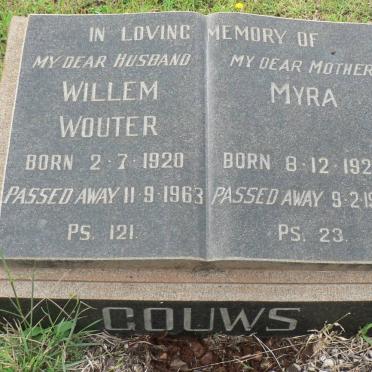 IN LOVING MEMORY OF
MY DEAR HUSBAND
WILLEM
WOUTER
BORN 2·7·1920
PASSED AWAY 11·9·1963
PS. 121.
MY DEAR MOTHER
MYRA
BORN 8·12·192
PASSED AWAY 9·2·1
PS. 23.
GOUWS